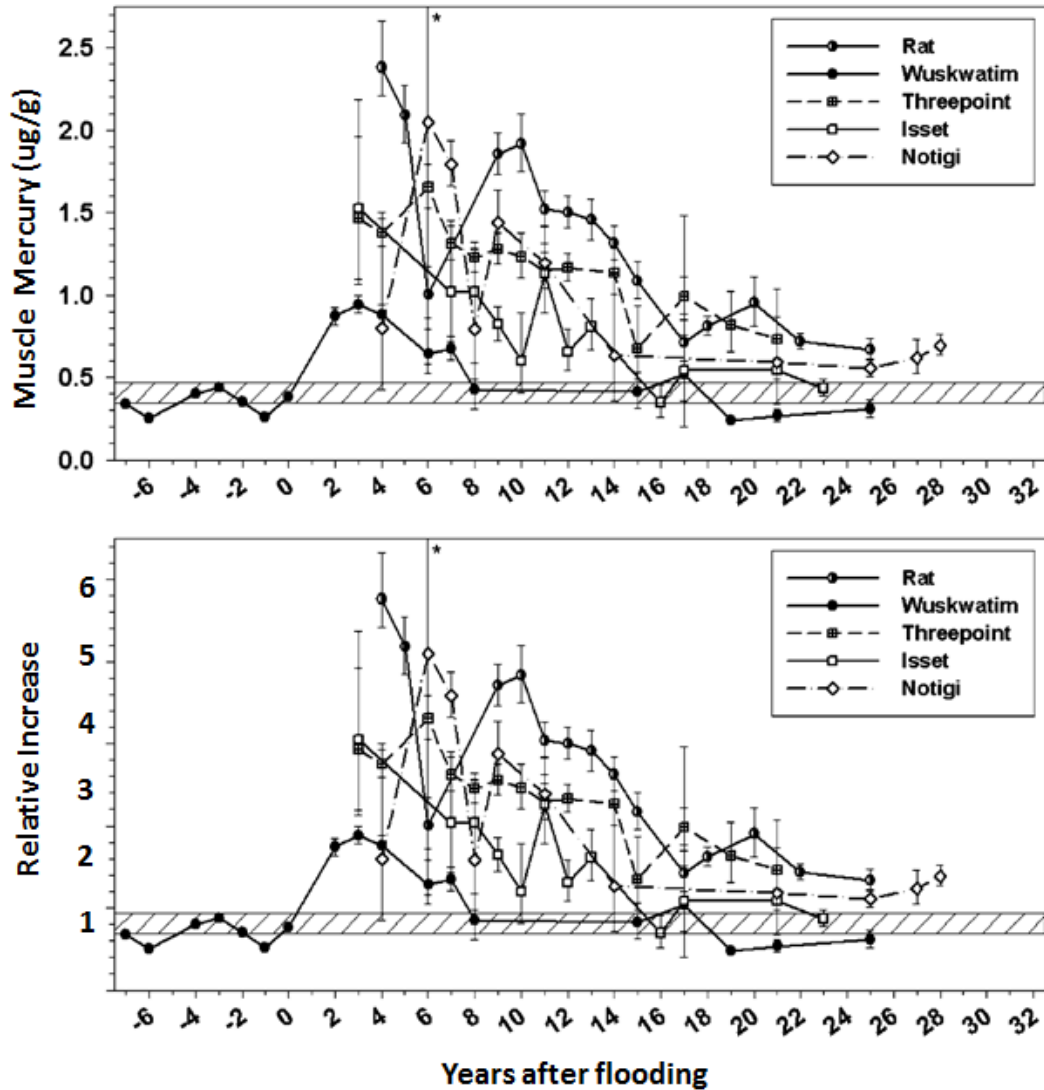 Muscle Mercury (ug/g)
2.5
2.0
1.5
1.0
0.5
0.0
*
Rat
Wuskwatim
Threepoint
Isset
Notigi
-6 -4 -2 0 2 4 6 8 10 12 14 16 18 20 22 24 26 28 30 32
Relative Increase
6
5
4
3
2
1
*
Rat
Wuskwatim
Threepoint
Isset
Notigi
-6 -4 -2 0 2 4 6 8 10 12 14 16 18 20 22 24 26 28 30 32
Years after flooding